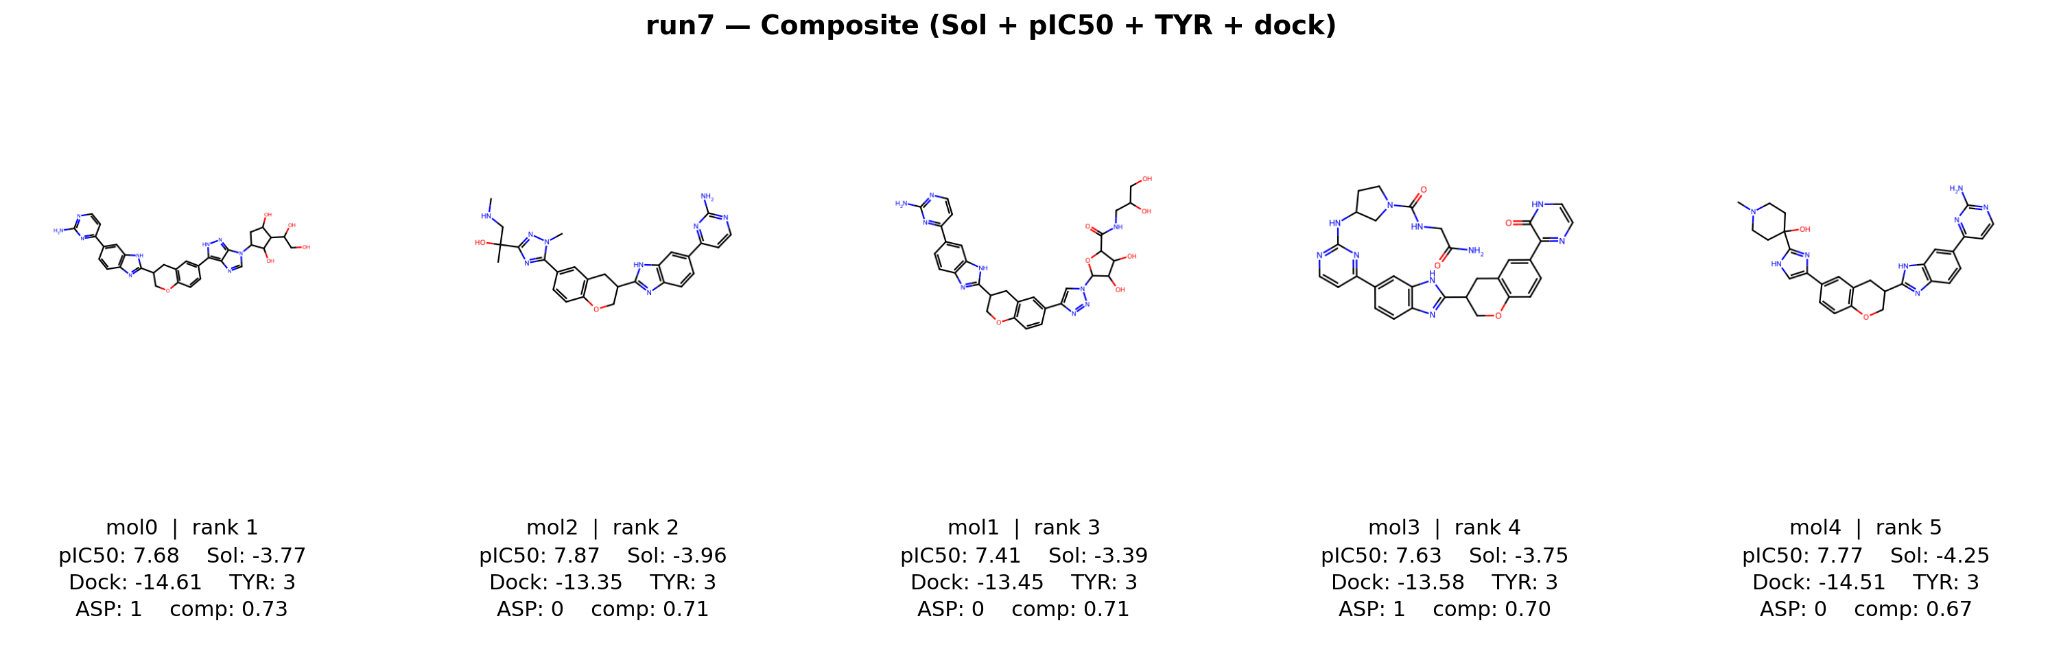 run7 — Composite (Sol + pIC50 + TYR + dock)
mol0 | rank 1
pIC50: 7.68 Sol: -3.77
Dock: -14.61 TYR: 3
ASP: 1 comp: 0.73
mol2 | rank 2
pIC50: 7.87 Sol: -3.96
Dock: -13.35 TYR: 3
ASP: 0 comp: 0.71
mol1 | rank 3
pIC50: 7.41 Sol: -3.39
Dock: -13.45 TYR: 3
ASP: 0 comp: 0.71
mol3 | rank 4
pIC50: 7.63 Sol: -3.75
Dock: -13.58 TYR: 3
ASP: 1 comp: 0.70
mol4 | rank 5
pIC50: 7.77 Sol: -4.25
Dock: -14.51 TYR: 3
ASP: 0 comp: 0.67